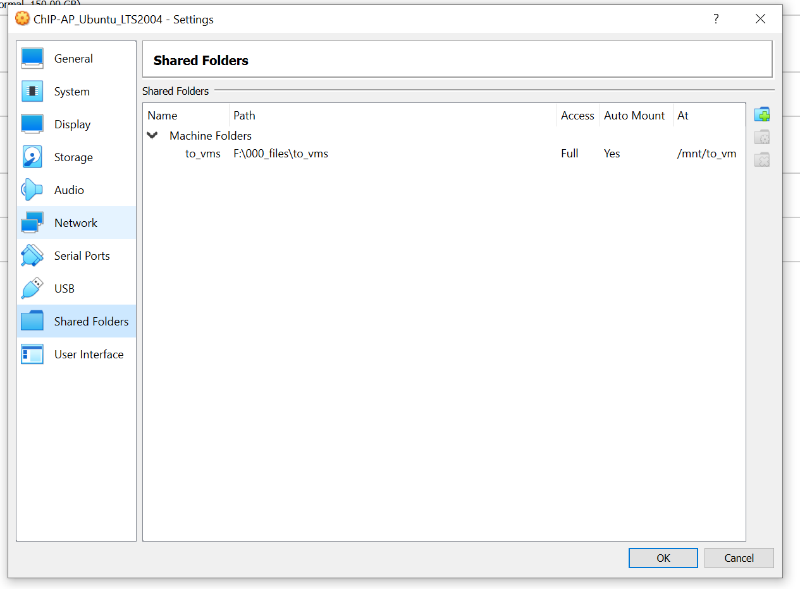 150.09 GB)
ChIP-AP_Ubuntu_LTS2004 - Settings
?
General
System
Display
Storage
Audio
Network
Serial Ports
USB
Shared Folders
User Interface
Shared Folders
Shared Folders
Name Path Access Auto Mount At
Machine Folders
to_vms F:\000_files\to_vms Full Yes /mnt/to_vm
OK Cancel